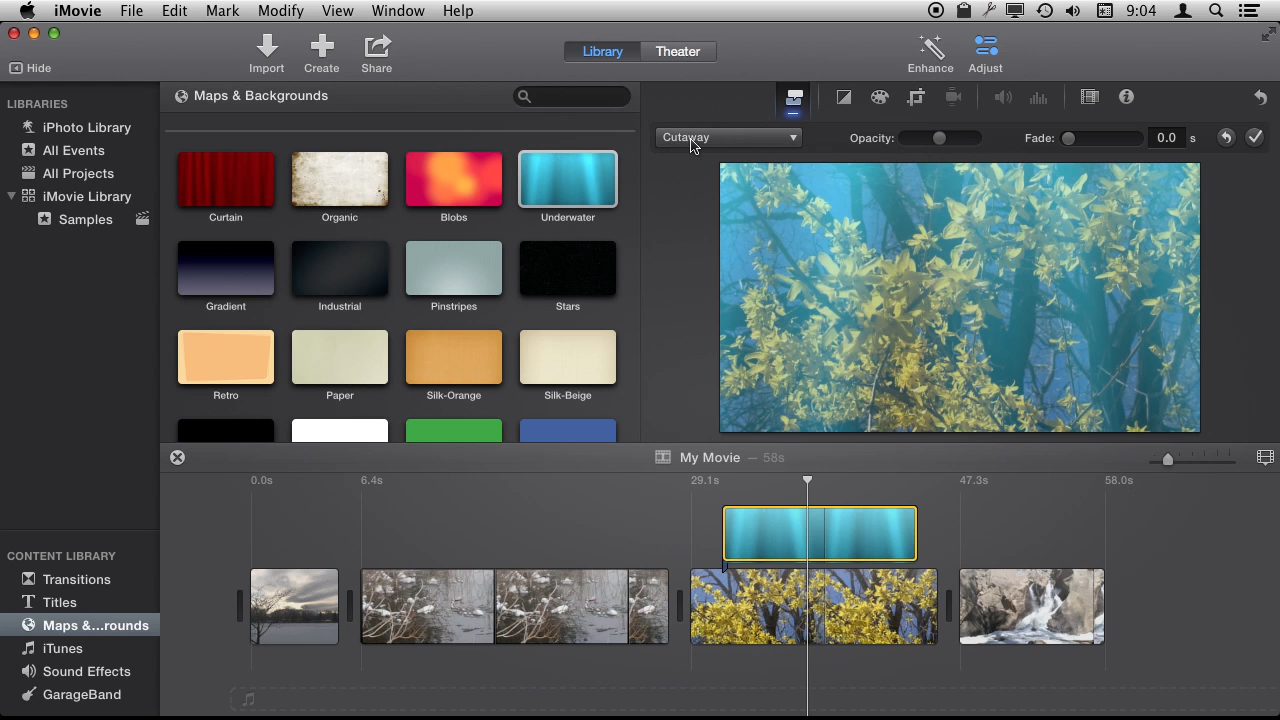 iMovie File Edit Mark Modify View Window Help 9:04
Hide Import Create Share Library Theater Enhance Adjust
LIBRARIES
iPhoto Library
All Events
All Projects
iMovie Library
Samples
Maps & Backgrounds
Cutaway Opacity: Fade: 0.0 s
Curtain Organic Blobs Underwater
Gradient Industrial Pinstripes Stars
Retro Paper Silk-Orange Silk-Beige
My Movie — 58s
0.0s 6.4s 29.1s 47.3s 58.0s
CONTENT LIBRARY
Transitions
Titles
Maps &...rounds
iTunes
Sound Effects
GarageBand